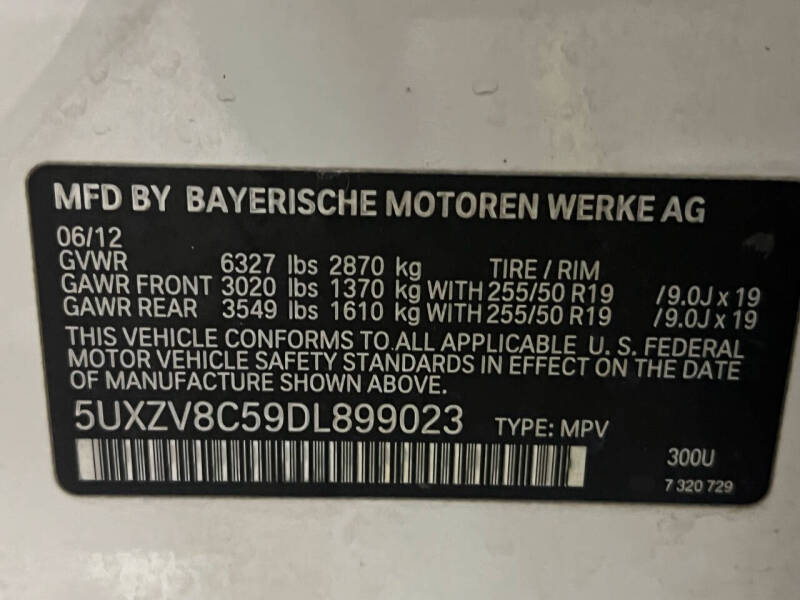 MFD BY BAYERISCHE MOTOREN WERKE AG
06/12
GVWR 6327 lbs 2870 kg TIRE / RIM
GAWR FRONT 3020 lbs 1370 kg WITH 255/50 R19 /9.0J x 19
GAWR REAR 3549 lbs 1610 kg WITH 255/50 R19 /9.0J x 19
THIS VEHICLE CONFORMS TO ALL APPLICABLE U. S. FEDERAL
MOTOR VEHICLE SAFETY STANDARDS IN EFFECT ON THE DATE
OF MANUFACTURE SHOWN ABOVE.
5UXZV8C59DL899023 TYPE: MPV
300U
7 320 729